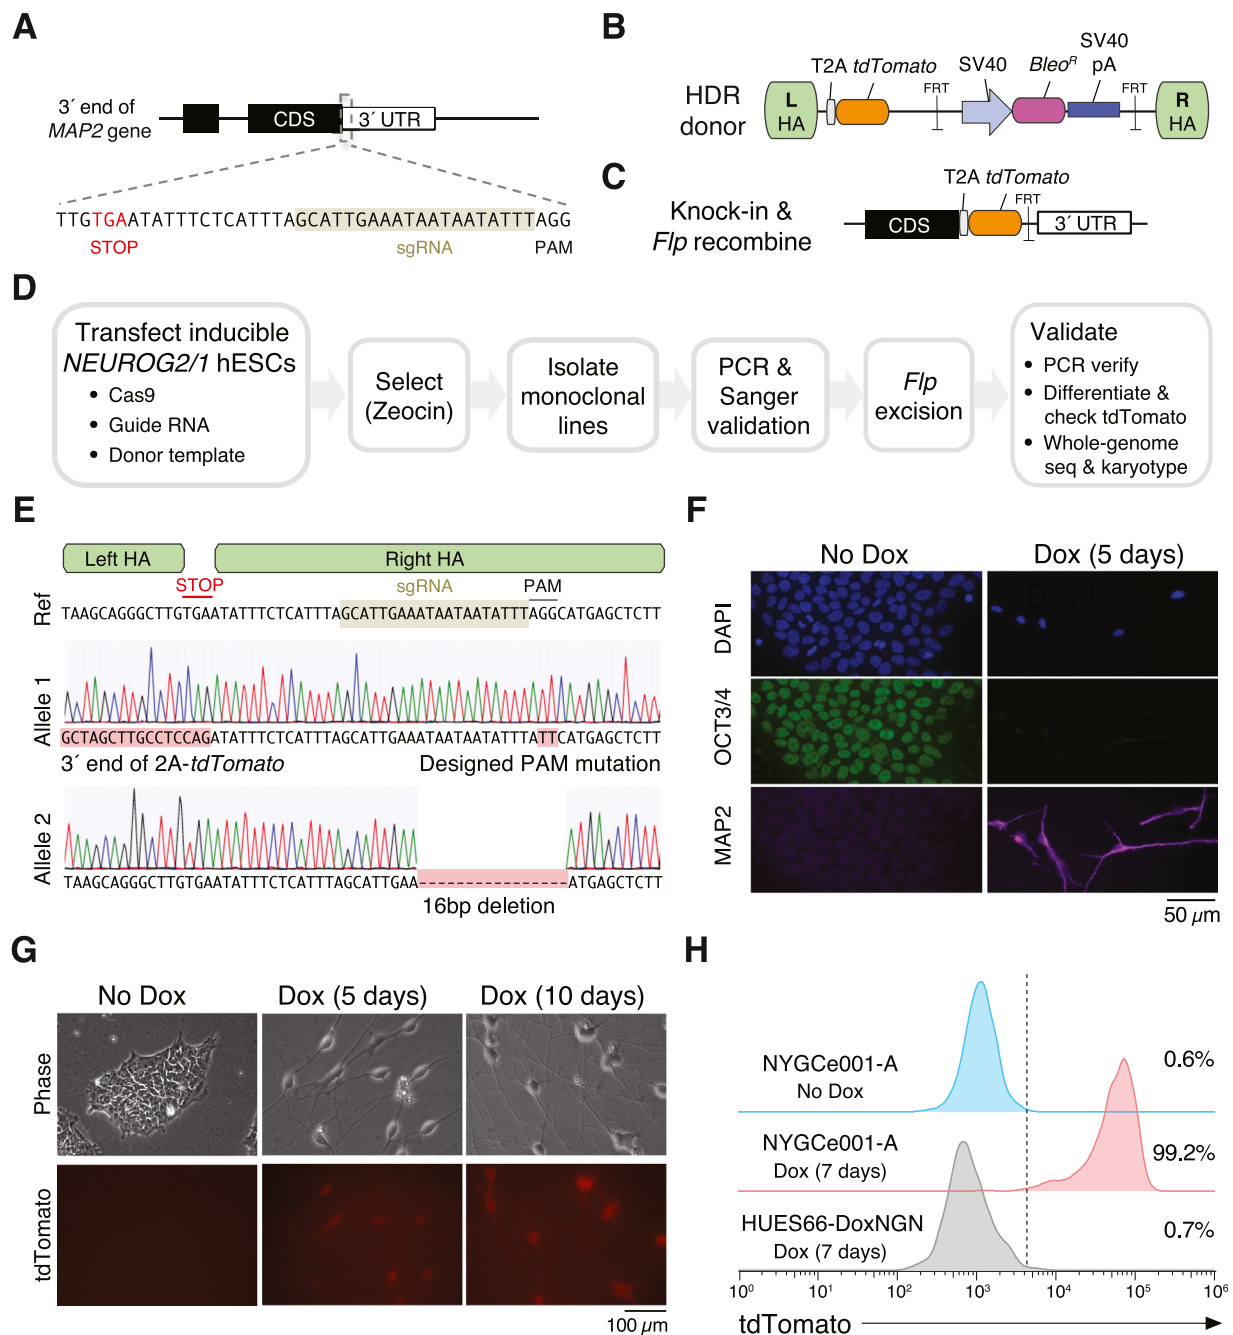 A
3´ end of
MAP2 gene
CDS
3´ UTR
TTGTGAATATTTCTCATTTAGCATTGAAATAATAATATTTAGG
STOP
sgRNA
PAM
B
HDR
donor
L
HA
T2A tdTomato
FRT
SV40
BleoR
SV40
pA
FRT
R
HA
C
Knock-in &
Flp recombine
T2A tdTomato
CDS
FRT
3´ UTR
D
Transfect inducible
NEUROG2/1 hESCs
• Cas9
• Guide RNA
• Donor template
Select
(Zeocin)
Isolate
monoclonal
lines
PCR &
Sanger
validation
Flp
excision
Validate
• PCR verify
• Differentiate &
check tdTomato
• Whole-genome
seq & karyotype
E
Left HA
Right HA
STOP
sgRNA
PAM
Ref
TAAGCAGGGCTTGTGAATATTTCTCATTTAGCATTGAAATAATAATATTTAGGCATGAGCTCTT
Allele 1
GCTAGCTTGCCTCCAGATATTTCTCATTTAGCATTGAAATAATAATATTTATTCATGAGCTCTT
3´ end of 2A-tdTomato
Designed PAM mutation
Allele 2
TAAGCAGGGCTTGTGAATATTTCTCATTTAGCATTGAA----------------ATGAGCTCTT
16bp deletion
F
No Dox
Dox (5 days)
DAPI
Day4
OCT3/4
MAP2
50 µm
G
No Dox
Dox (5 days)
Dox (10 days)
Phase
tdTomato
100 µm
H
NYGCe001-A
No Dox
0.6%
NYGCe001-A
Dox (7 days)
99.2%
HUES66-DoxNGN
Dox (7 days)
0.7%
10⁰ 10¹ 10² 10³ 10⁴ 10⁵ 10⁶
tdTomato